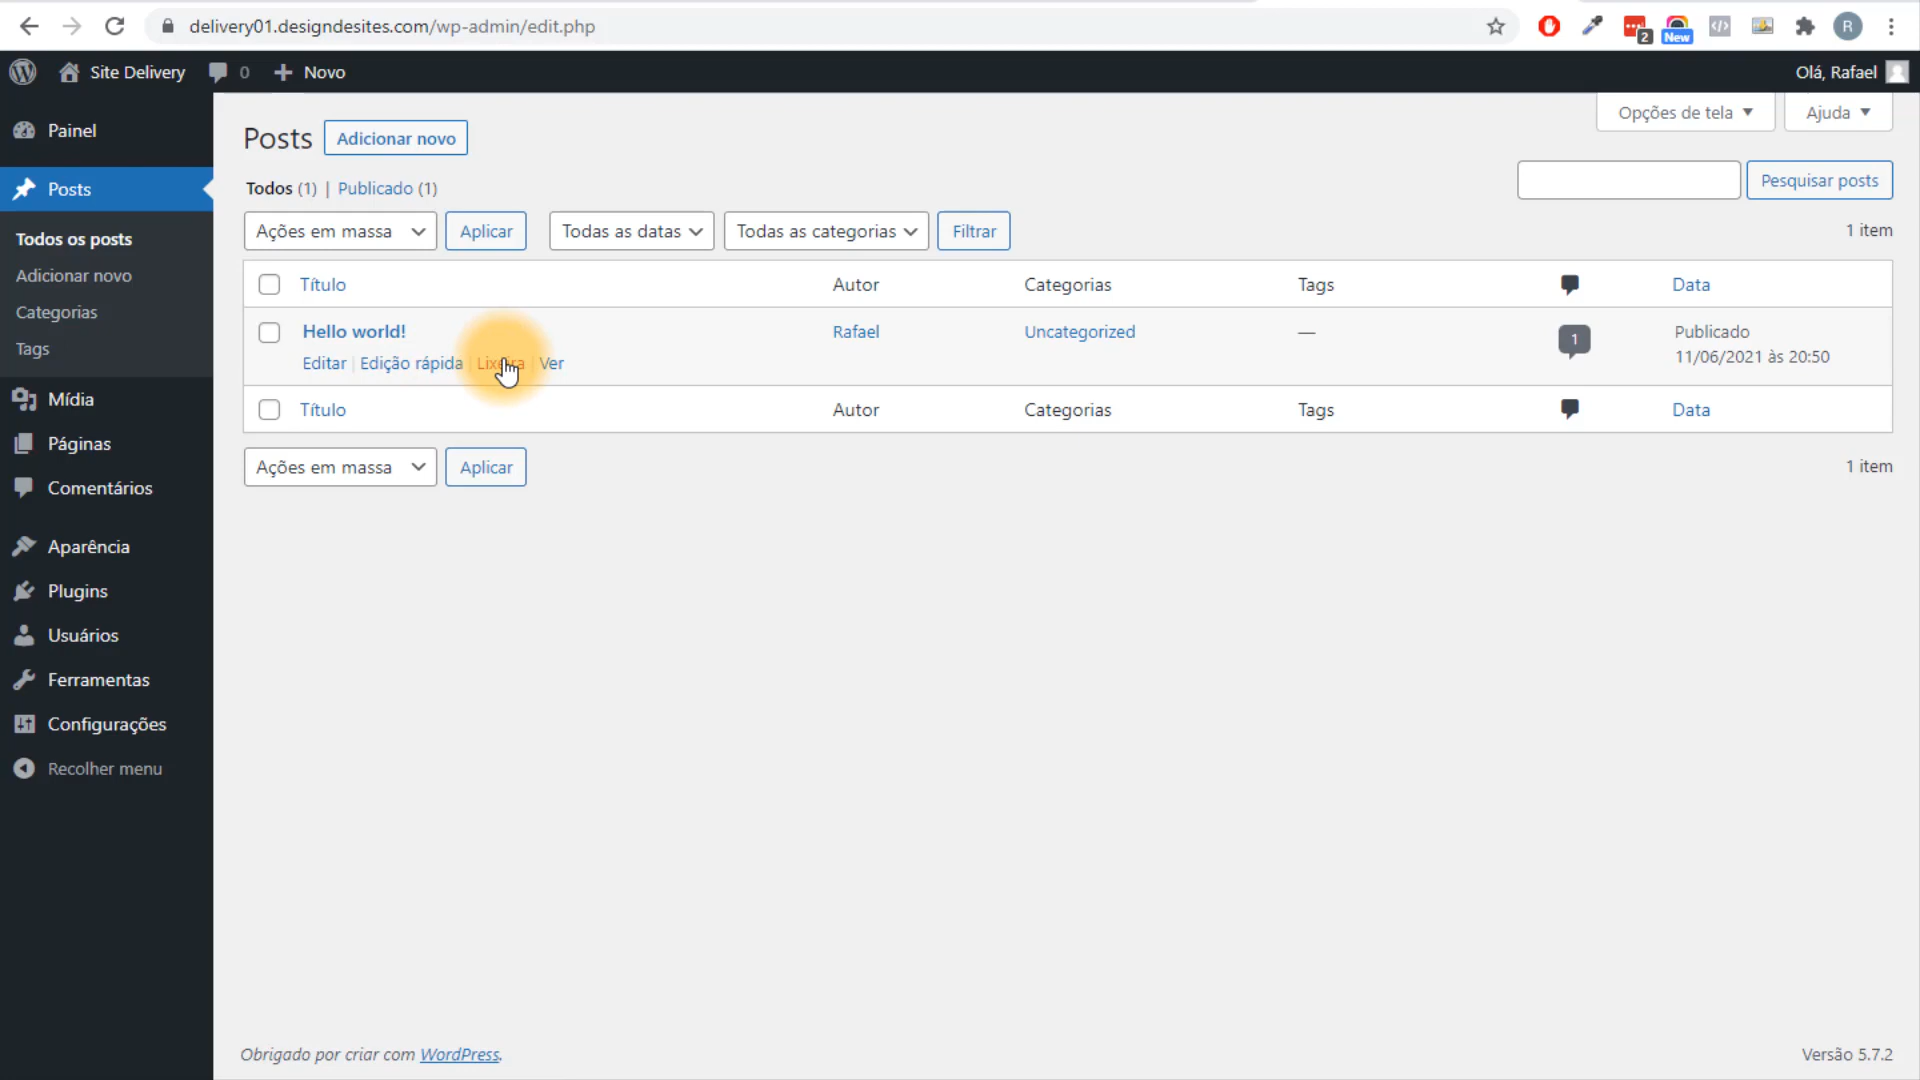 delivery01.designdesites.com/wp-admin/edit.php
2
New
R
Site Delivery
0
Novo
Olá, Rafael
Painel
Posts
Todos os posts
Adicionar novo
Categorias
Tags
Mídia
Páginas
Comentários
Aparência
Plugins
Usuários
Ferramentas
Configurações
Recolher menu
Opções de tela
Ajuda
Posts
Adicionar novo
Todos (1) | Publicado (1)
Pesquisar posts
Ações em massa
Aplicar
Todas as datas
Todas as categorias
Filtrar
1 item
Título
Autor
Categorias
Tags
Data
Hello world!
Rafael
Uncategorized
—
1
Publicado
11/06/2021 às 20:50
Editar | Edição rápida | Lixeira | Ver
Título
Autor
Categorias
Tags
Data
Ações em massa
Aplicar
1 item
Obrigado por criar com WordPress.
Versão 5.7.2